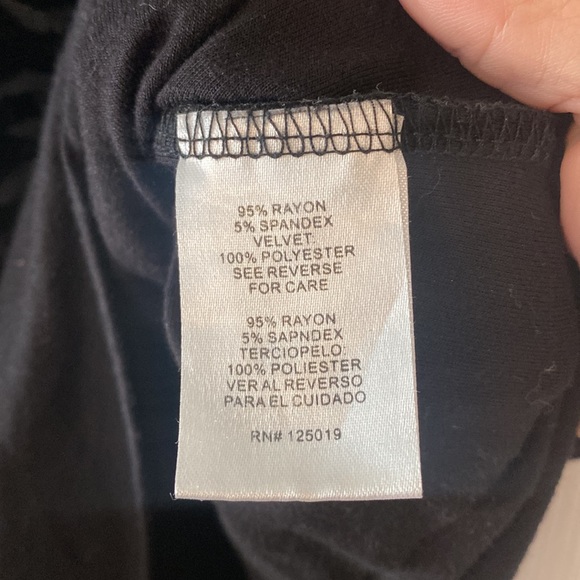 95% RAYON
5% SPANDEX
VELVET:
100% POLYESTER
SEE REVERSE
FOR CARE
95% RAYON
5% SAPNDEX
TERCIOPELO:
100% POLIESTER
VER AL REVERSO
PARA EL CUIDADO
RN# 125019